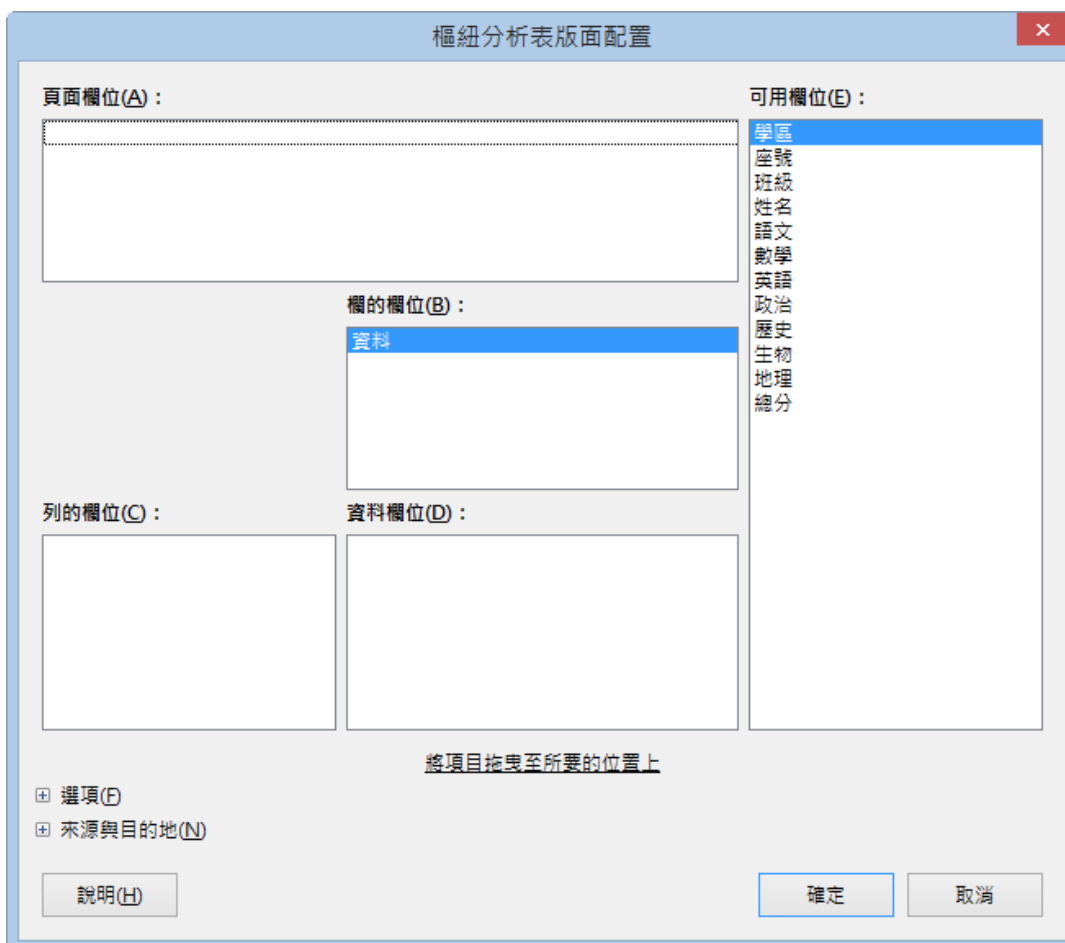 樞紐分析表版面配置
頁面欄位(A)：
可用欄位(E)：
學區
座號
班級
姓名
語文
數學
英語
政治
歷史
生物
地理
總分
欄的欄位(B)：
資料
列的欄位(C)：
資料欄位(D)：
將項目拖曳至所要的位置上
選項(F)
來源與目的地(N)
說明(H)
確定
取消